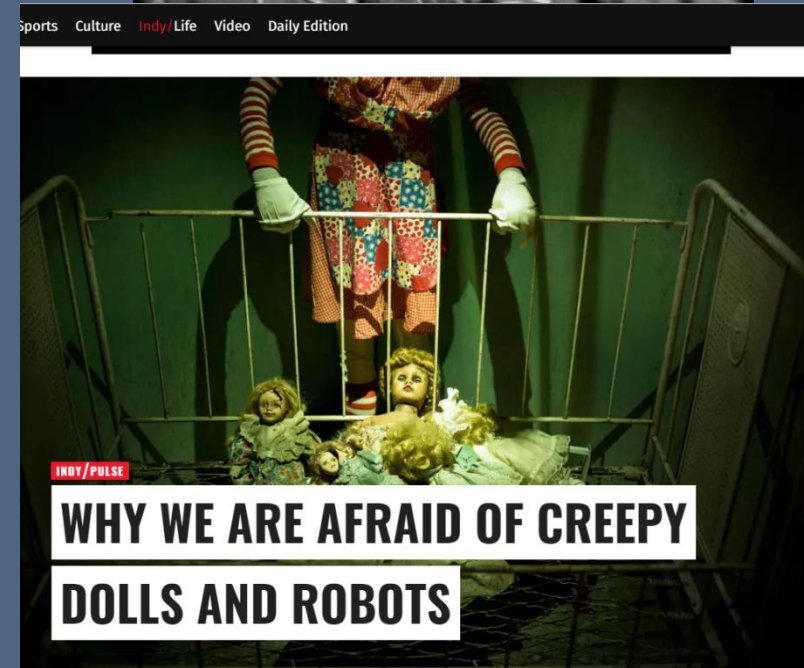 Sports Culture Indy/Life Video Daily Edition
INDY/PULSE
WHY WE ARE AFRAID OF CREEPY
DOLLS AND ROBOTS